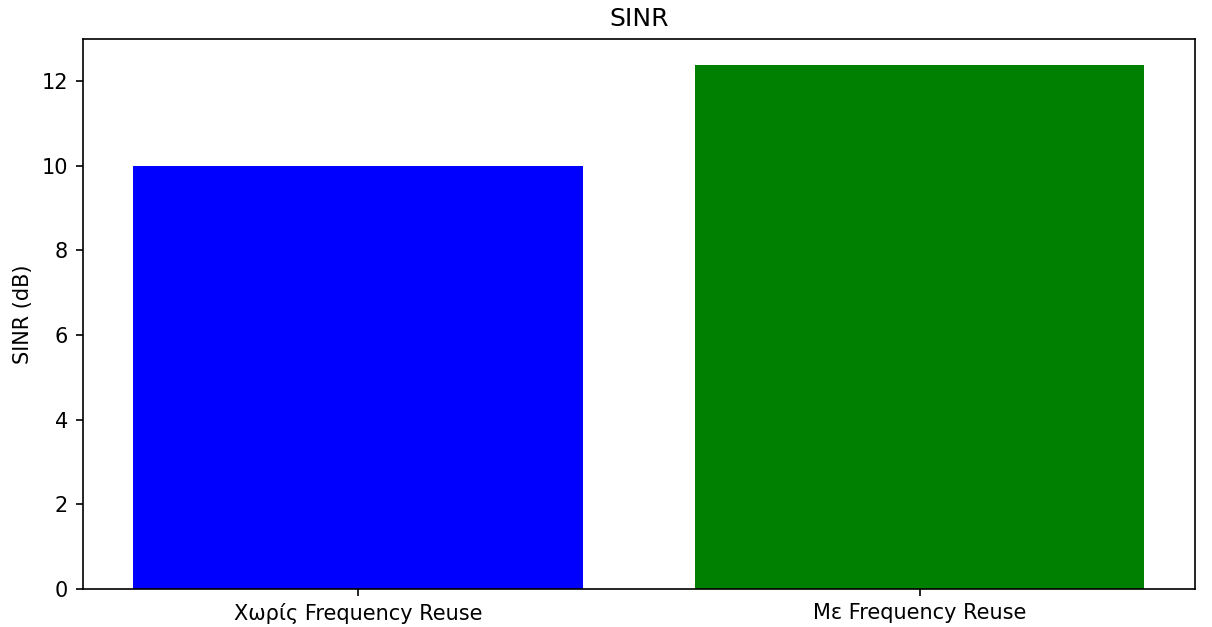 SINR
SINR (dB)
12
10
8
6
4
2
0
Χωρίς Frequency Reuse
Με Frequency Reuse